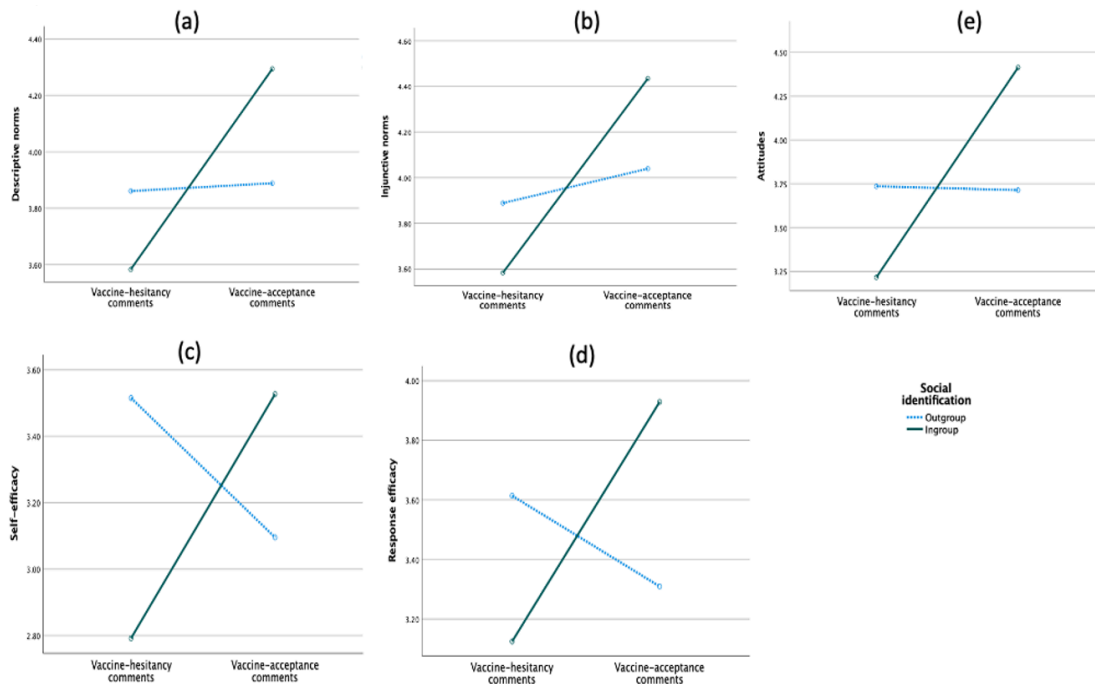 (a)
Descriptive norms
4.40
4.20
4.00
3.80
3.60
Vaccine-hesitancy
comments
Vaccine-acceptance
comments
(b)
Injunctive norms
4.60
4.40
4.20
4.00
3.80
3.60
Vaccine-hesitancy
comments
Vaccine-acceptance
comments
(e)
Attitudes
4.50
4.25
4.00
3.75
3.50
3.25
Vaccine-hesitancy
comments
Vaccine-acceptance
comments
(c)
Self-efficacy
3.60
3.40
3.20
3.00
2.80
Vaccine-hesitancy
comments
Vaccine-acceptance
comments
(d)
Response efficacy
4.00
3.80
3.60
3.40
3.20
Vaccine-hesitancy
comments
Vaccine-acceptance
comments
Social
identification
Outgroup
Ingroup